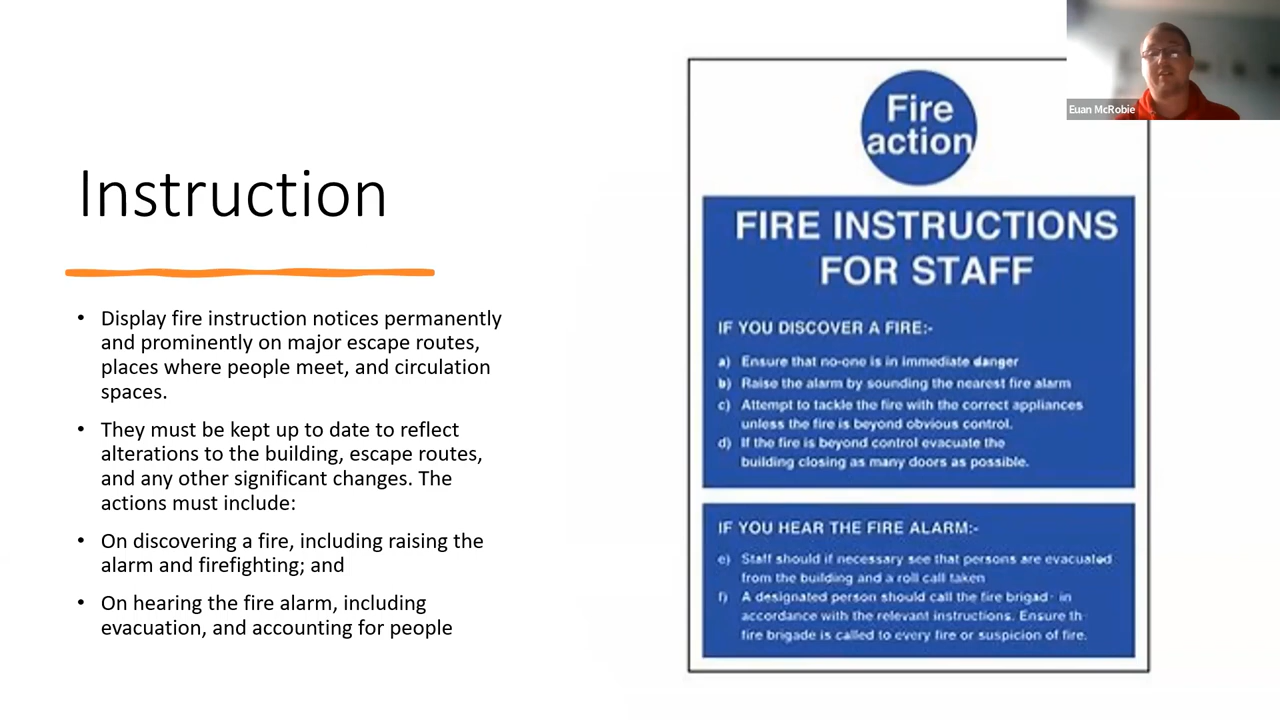 Instruction
• Display fire instruction notices permanently
and prominently on major escape routes,
places where people meet, and circulation
spaces.
• They must be kept up to date to reflect
alterations to the building, escape routes,
and any other significant changes. The
actions must include:
• On discovering a fire, including raising the
alarm and firefighting; and
• On hearing the fire alarm, including
evacuation, and accounting for people
Fire
action
FIRE INSTRUCTIONS
FOR STAFF
IF YOU DISCOVER A FIRE:-
a) Ensure that no-one is in immediate danger
b) Raise the alarm by sounding the nearest fire alarm
c) Attempt to tackle the fire with the correct appliances
unless the fire is beyond obvious control.
d) If the fire is beyond control evacuate the
building closing as many doors as possible.
IF YOU HEAR THE FIRE ALARM:-
e) Staff should if necessary see that persons are evacuated
from the building and a roll call taken
f) A designated person should call the fire brigad in
accordance with the relevant instructions. Ensure th
fire brigade is called to every fire or suspicion of fire.
Euan McRobie